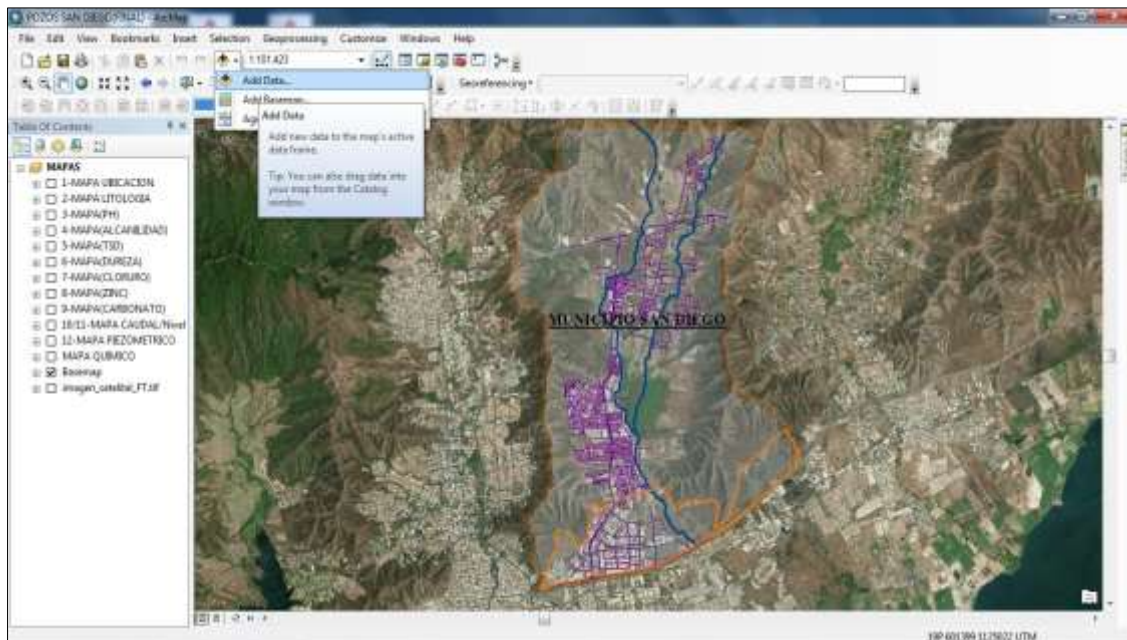 POZOS SAN DIEGO(FINAL) - ArcMap
File Edit View Bookmarks Insert Selection Geoprocessing Customize Windows Help
1:101.423
Add Data...
Georeferencing
Add Basemap...
Add Data
Add new data to the map's active
data frame.
Tip: You can also drag data into
your map from the Catalog
window.
Table Of Contents
MAPAS
1-MAPA UBICACION
2-MAPA LITOLOGIA
3-MAPA(PH)
4-MAPA(ALCANILIDAD)
5-MAPA(TSD)
6-MAPA(DUREZA)
7-MAPA(CLORURO)
8-MAPA(ZINC)
9-MAPA(CARBONATO)
10/11-MAPA CAUDAL/Nivel
12-MAPA PIEZOMETRICO
MAPA QUIMICO
Basemap
imagen_satelital_FT.tif
MUNICIPIO SAN DIEGO
UTM